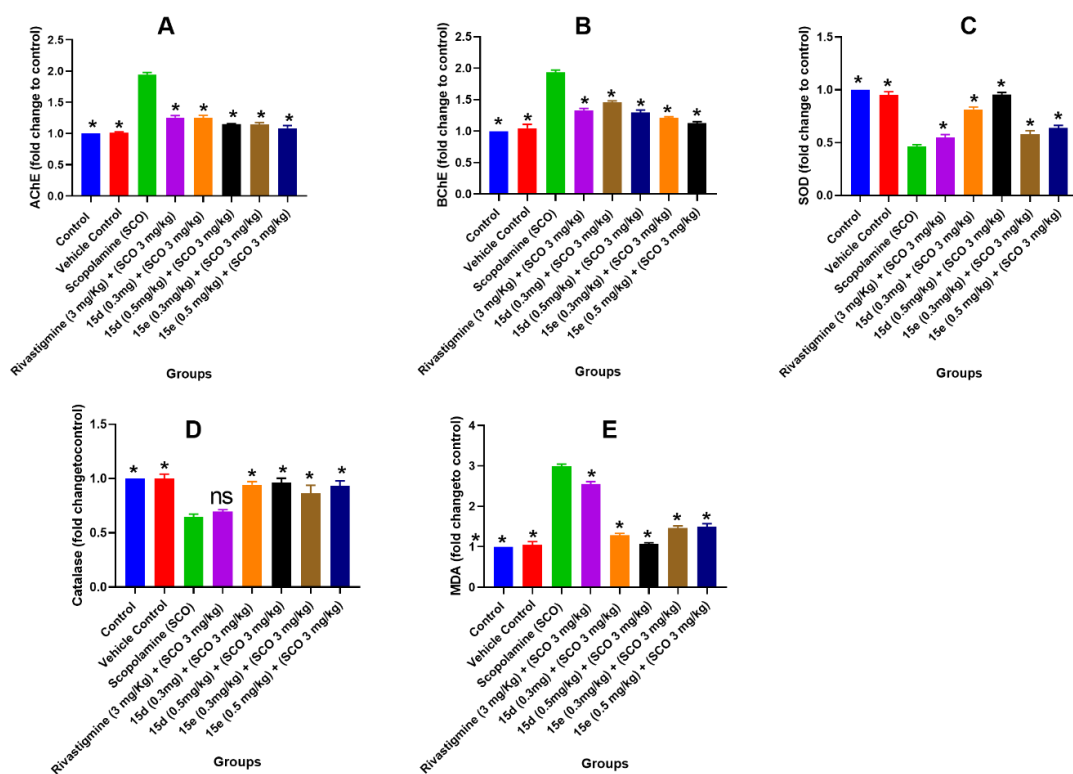 A
AChE (fold change to control)
2.5
2.0
1.5
1.0
0.5
0.0
* * * * * * *
Control
Vehicle Control
Scopolamine (SCO)
Rivastigmine (3 mg/Kg) + (SCO 3 mg/kg)
15d (0.3mg) + (SCO 3 mg/kg)
15d (0.5mg/kg) + (SCO 3 mg/kg)
15e (0.3mg/kg) + (SCO 3 mg/kg)
15e (0.5 mg/kg) + (SCO 3 mg/kg)
Groups
B
BChE (fold change to control)
2.5
2.0
1.5
1.0
0.5
0.0
* * * * * * *
Control
Vehicle Control
Scopolamine (SCO)
Rivastigmine (3 mg/Kg) + (SCO 3 mg/kg)
15d (0.3mg) + (SCO 3 mg/kg)
15d (0.5mg/kg) + (SCO 3 mg/kg)
15e (0.3mg/kg) + (SCO 3 mg/kg)
15e (0.5 mg/kg) + (SCO 3 mg/kg)
Groups
C
SOD (fold change to control)
1.5
1.0
0.5
0.0
* * * * * * *
Control
Vehicle Control
Scopolamine (SCO)
Rivastigmine (3 mg/Kg) + (SCO 3 mg/kg)
15d (0.3mg) + (SCO 3 mg/kg)
15d (0.5mg/kg) + (SCO 3 mg/kg)
15e (0.3mg/kg) + (SCO 3 mg/kg)
15e (0.5 mg/kg) + (SCO 3 mg/kg)
Groups
D
Catalase (fold changetocontrol)
1.5
1.0
0.5
0.0
* * ns * * * *
Control
Vehicle Control
Scopolamine (SCO)
Rivastigmine (3 mg/Kg) + (SCO 3 mg/kg)
15d (0.3mg) + (SCO 3 mg/kg)
15d (0.5mg/kg) + (SCO 3 mg/kg)
15e (0.3mg/kg) + (SCO 3 mg/kg)
15e (0.5 mg/kg) + (SCO 3 mg/kg)
Groups
E
MDA (fold changeto control)
4
3
2
1
0
* * * * * * * *
Control
Vehicle Control
Scopolamine (SCO)
Rivastigmine (3 mg/Kg) + (SCO 3 mg/kg)
15d (0.3mg) + (SCO 3 mg/kg)
15d (0.5mg/kg) + (SCO 3 mg/kg)
15e (0.3mg/kg) + (SCO 3 mg/kg)
15e (0.5 mg/kg) + (SCO 3 mg/kg)
Groups